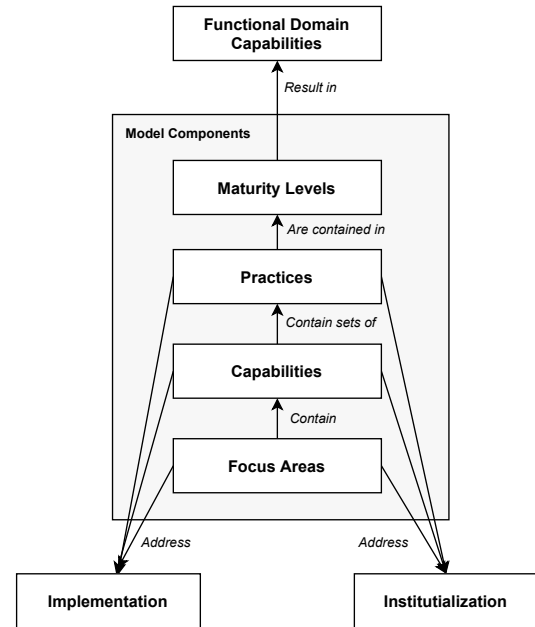 Functional Domain
Capabilities
Result in
Model Components
Maturity Levels
Are contained in
Practices
Contain sets of
Capabilities
Contain
Focus Areas
Address
Address
Implementation
Institutialization